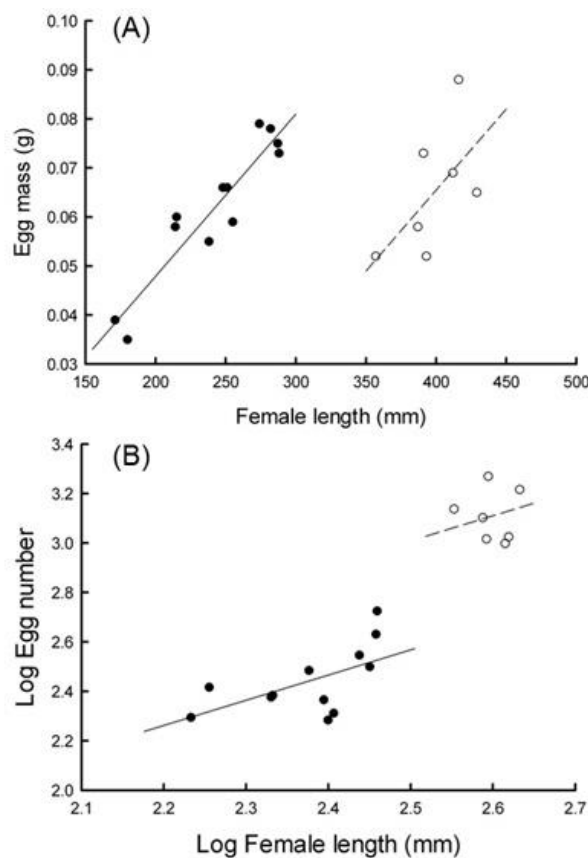 (A)
Egg mass (g)
0.10
0.09
0.08
0.07
0.06
0.05
0.04
0.03
150 200 250 300 350 400 450 500
Female length (mm)
(B)
Log Egg number
3.4
3.2
3.0
2.8
2.6
2.4
2.2
2.0
2.1 2.2 2.3 2.4 2.5 2.6 2.7
Log Female length (mm)